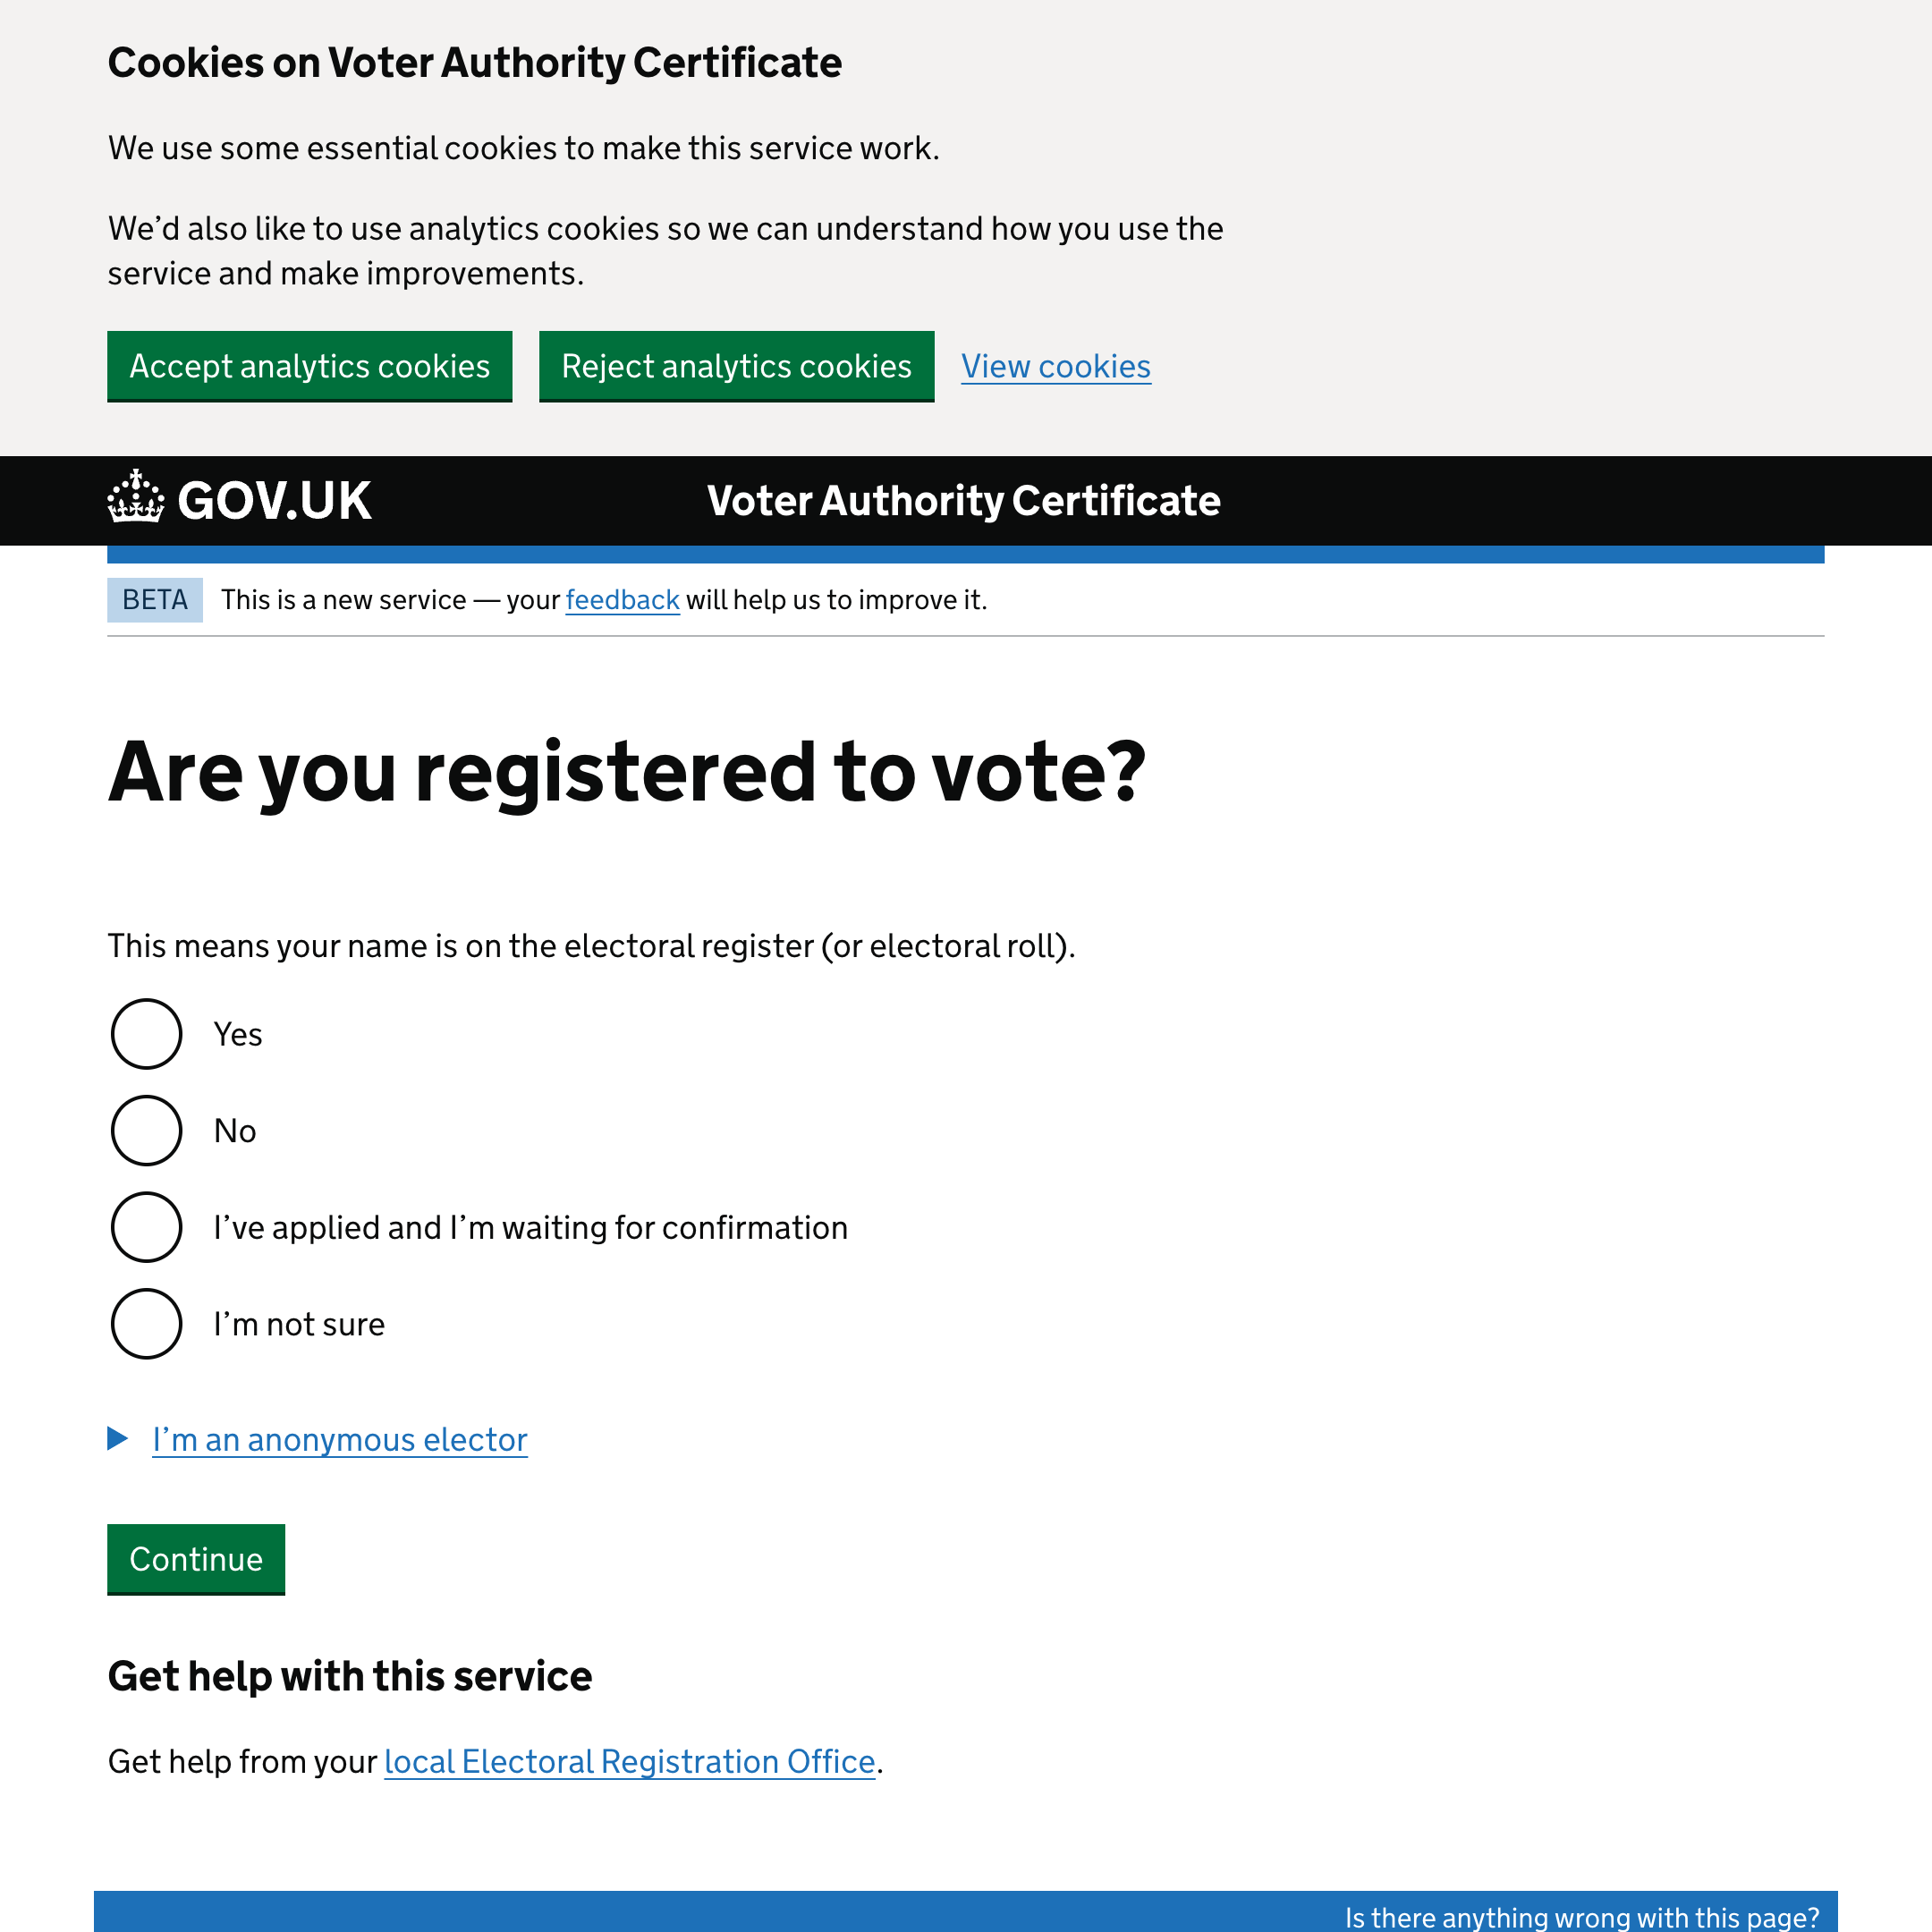 Cookies on Voter Authority Certificate
We use some essential cookies to make this service work.
We’d also like to use analytics cookies so we can understand how you use the
service and make improvements.
Accept analytics cookies Reject analytics cookies View cookies
GOV.UK Voter Authority Certificate
BETA This is a new service — your feedback will help us to improve it.
Are you registered to vote?
This means your name is on the electoral register (or electoral roll).
Yes
No
I’ve applied and I’m waiting for confirmation
I’m not sure
I’m an anonymous elector
Continue
Get help with this service
Get help from your local Electoral Registration Office.
Is there anything wrong with this page?